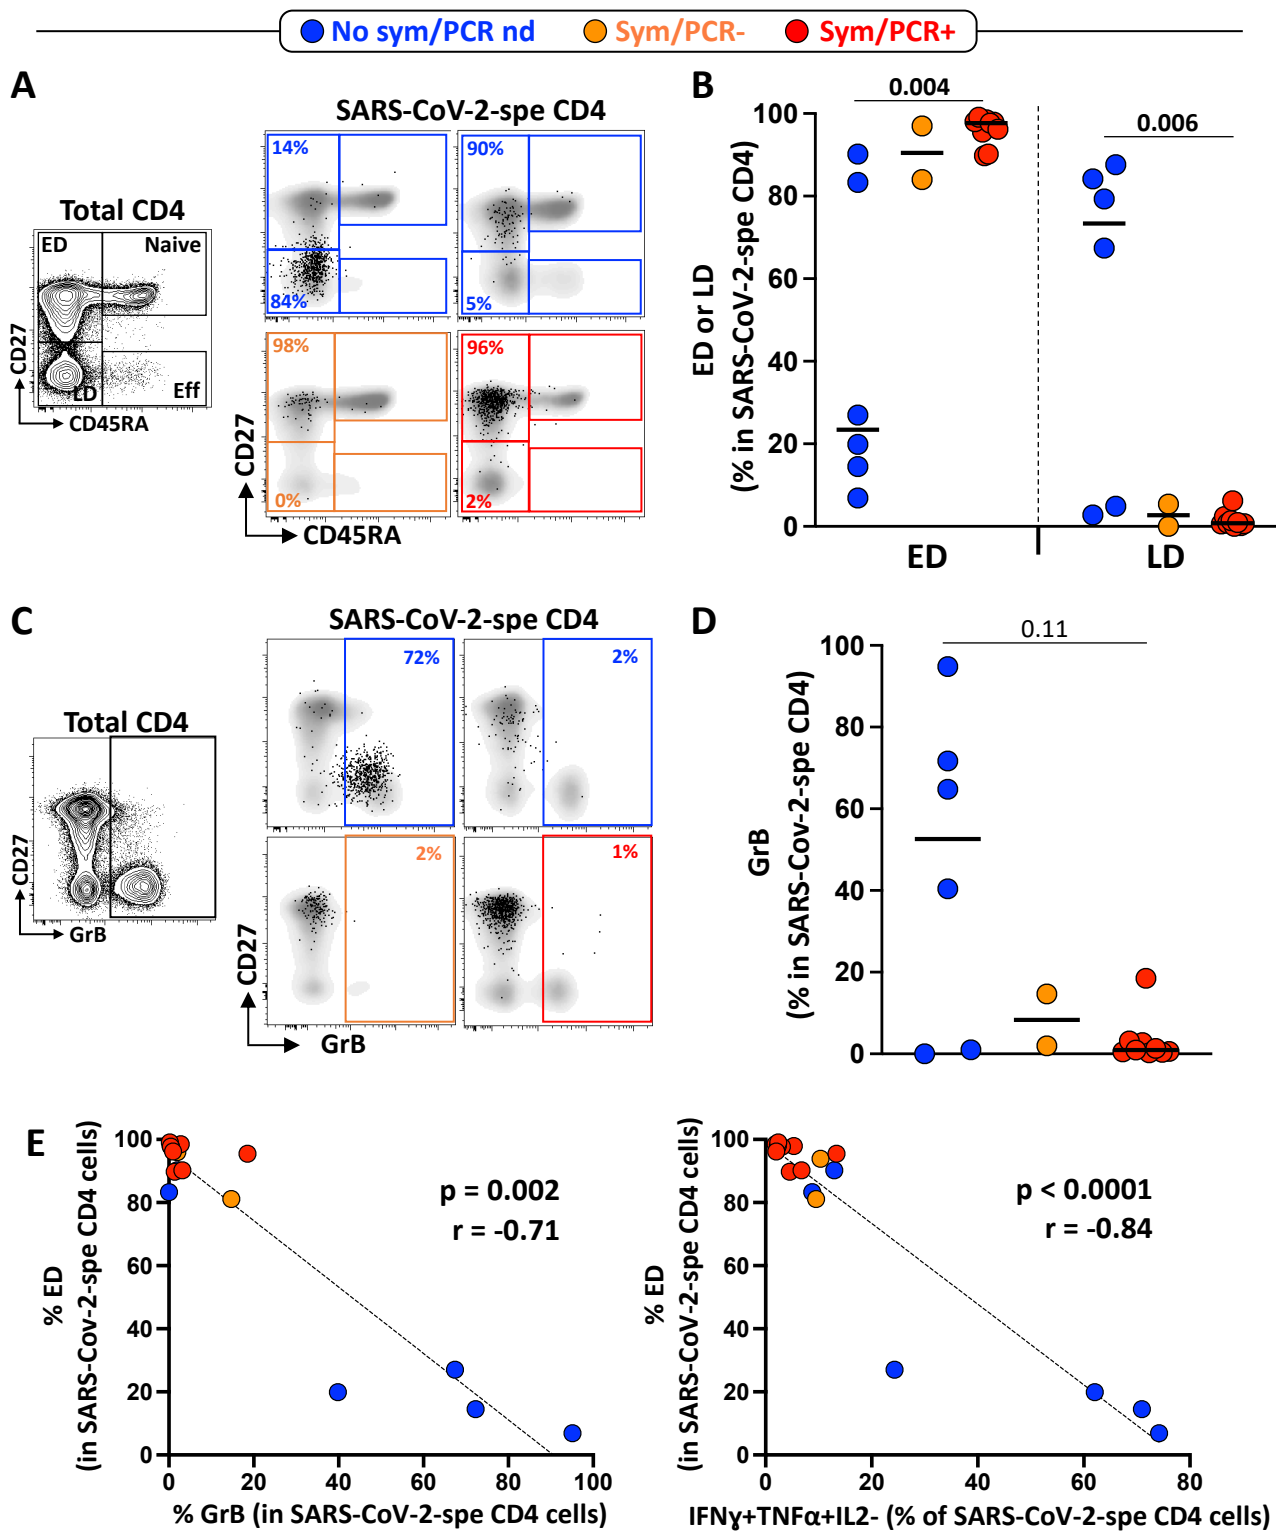 No sym/PCR nd Sym/PCR- Sym/PCR+
A
SARS-CoV-2-spe CD4
Total CD4
ED Naive
LD Eff
CD27
CD45RA
14%
84%
90%
5%
98%
0%
96%
2%
CD27
CD45RA
B
0.004
0.006
ED or LD
(% in SARS-CoV-2-spe CD4)
100
80
60
40
20
0
ED LD
C
SARS-CoV-2-spe CD4
Total CD4
CD27
GrB
72%
2%
2%
1%
CD27
GrB
D
0.11
GrB
(% in SARS-Cov-2-spe CD4)
100
80
60
40
20
0
E
% ED
(in SARS-Cov-2-spe CD4 cells)
100
80
60
40
20
0
p = 0.002
r = -0.71
0 20 40 60 80 100
% GrB (in SARS-CoV-2-spe CD4 cells)
% ED
(in SARS-CoV-2-spe CD4 cells)
100
80
60
40
20
0
p < 0.0001
r = -0.84
0 20 40 60 80
IFNɣ+TNFα+IL2- (% of SARS-CoV-2-spe CD4 cells)